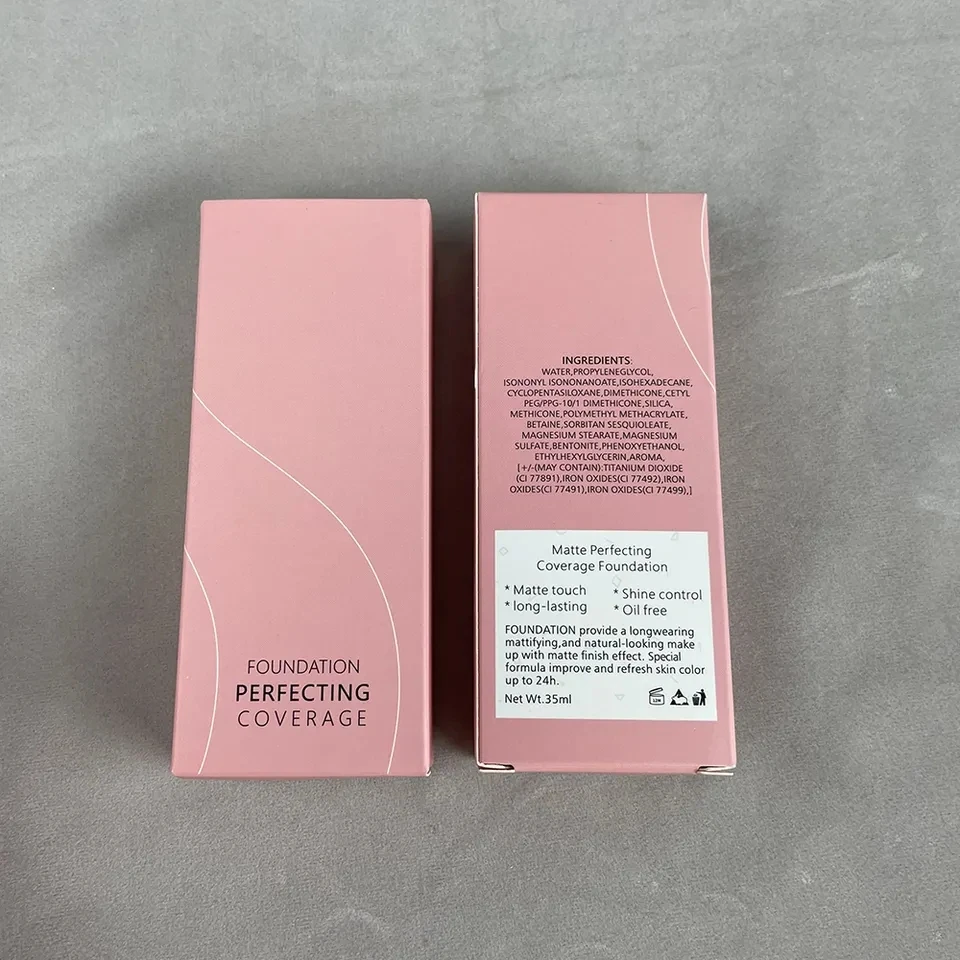 FOUNDATION
PERFECTING
COVERAGE
INGREDIENTS:
WATER,PROPYLENEGLYCOL,
ISONONYL ISONONANOATE,ISOHEXADECANE,
CYCLOPENTASILOXANE,DIMETHICONE,CETYL
PEG/PPG-10/1 DIMETHICONE,SILICA,
METHICONE,POLYMETHYL METHACRYLATE,
BETAINE,SORBITAN SESQUIOLEATE,
MAGNESIUM STEARATE,MAGNESIUM
SULFATE,BENTONITE,PHENOXYETHANOL,
ETHYLHEXYLGLYCERIN,AROMA,
[+/-(MAY CONTAIN):TITANIUM DIOXIDE
(CI 77891),IRON OXIDES(CI 77492),IRON
OXIDES(CI 77491),IRON OXIDES(CI 77499),]
Matte Perfecting
Coverage Foundation
* Matte touch * Shine control
* long-lasting * Oil free
FOUNDATION provide a longwearing
mattifying,and natural-looking make
up with matte finish effect. Special
formula improve and refresh skin color
up to 24h.
Net Wt.35ml
12M